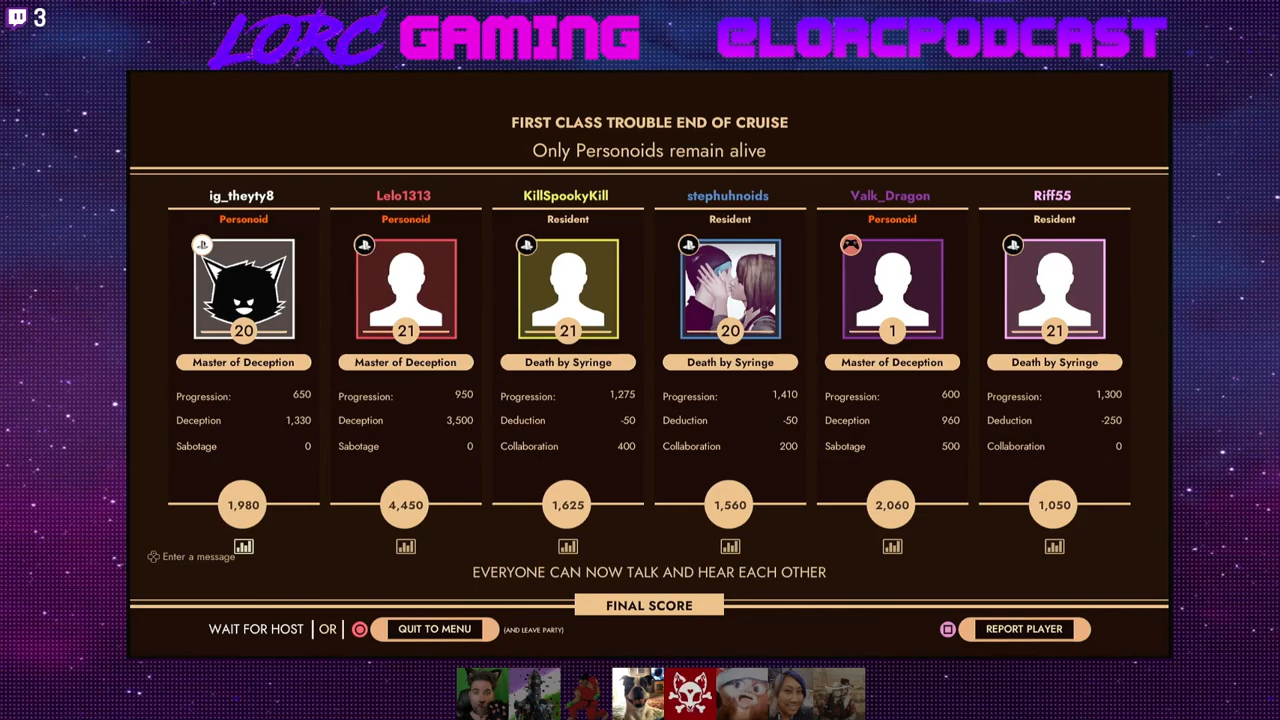 3
LORC GAMING @LORCPODCAST
FIRST CLASS TROUBLE END OF CRUISE
Only Personoids remain alive
ig_theyty8 Lelo1313 KillSpookyKill stephuhnoids Valk_Dragon Riff55
Personoid Personoid Resident Resident Personoid Resident
20 21 21 20 1 21
Master of Deception Master of Deception Death by Syringe Death by Syringe Master of Deception Death by Syringe
Progression: 650 Progression: 950 Progression: 1,275 Progression: 1,410 Progression: 600 Progression: 1,300
Deception 1,330 Deception 3,500 Deduction -50 Deduction -50 Deception 960 Deduction -250
Sabotage 0 Sabotage 0 Collaboration 400 Collaboration 200 Sabotage 500 Collaboration 0
1,980 4,450 1,625 1,560 2,060 1,050
Enter a message
EVERYONE CAN NOW TALK AND HEAR EACH OTHER
FINAL SCORE
WAIT FOR HOST | OR | QUIT TO MENU (AND LEAVE PARTY) REPORT PLAYER